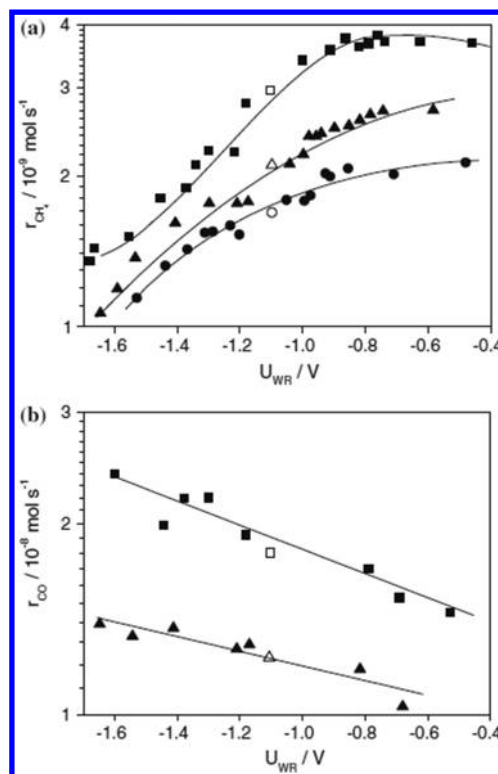 (a)
4
3
2
1
r_CH₄ / 10⁻⁹ mol s⁻¹
-1.6 -1.4 -1.2 -1.0 -0.8 -0.6 -0.4
U_WR / V
(b)
3
2
1
r_CO / 10⁻⁸ mol s⁻¹
-1.6 -1.4 -1.2 -1.0 -0.8 -0.6 -0.4
U_WR / V